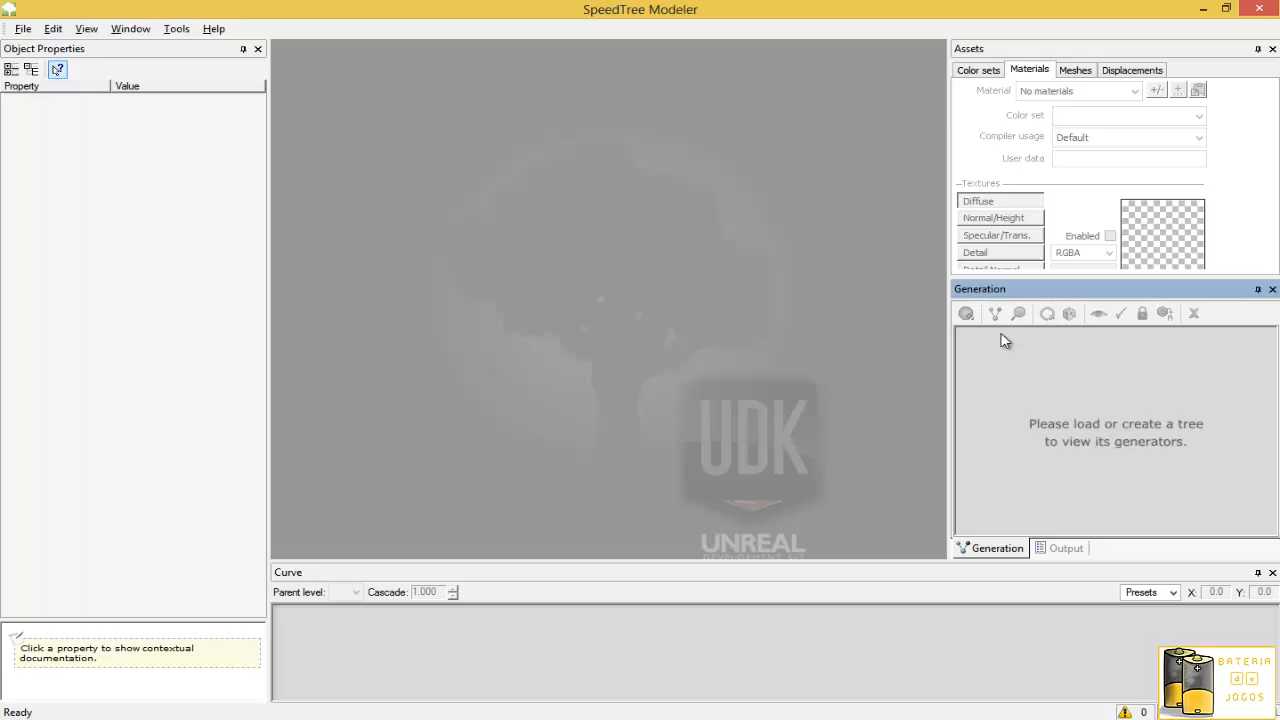 SpeedTree Modeler
File Edit View Window Tools Help
Object Properties
Property Value
Click a property to show contextual
documentation.
UDK
UNREAL
Assets
Color sets Materials Meshes Displacements
Material No materials +/-
Color set
Compiler usage Default
User data
Textures
Diffuse
Normal/Height
Specular/Trans.
Enabled
Detail
RGBA
Detail Normal
Generation
Please load or create a tree
to view its generators.
Generation Output
Curve
Parent level: Cascade: 1.000 Presets X: 0.0 Y: 0.0
Ready
0
BATERIA
de
JOGOS